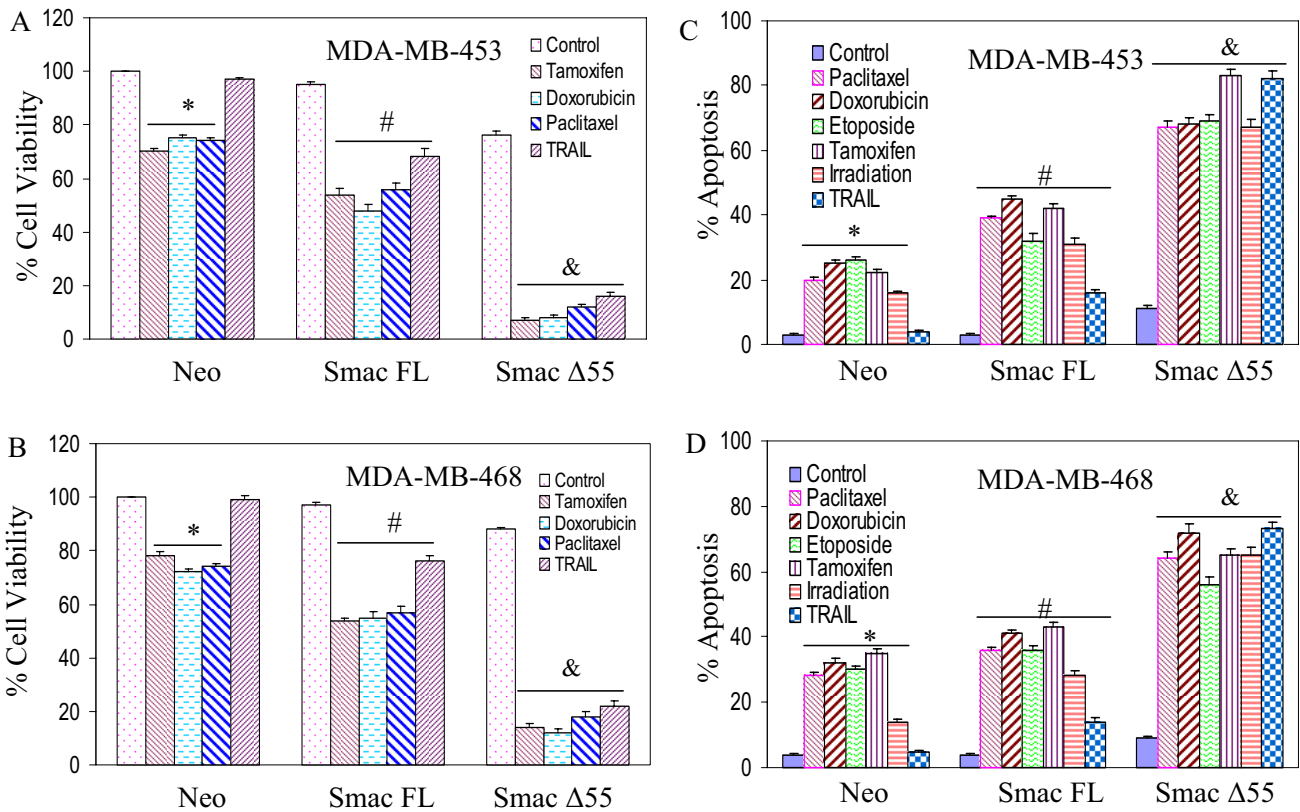 A
MDA-MB-453
% Cell Viability
120
100
80
60
40
20
0
*
#
&
Control
Tamoxifen
Doxorubicin
Paclitaxel
TRAIL
Neo
Smac FL
Smac Δ55
C
MDA-MB-453
% Apoptosis
100
80
60
40
20
0
*
#
&
Control
Paclitaxel
Doxorubicin
Etoposide
Tamoxifen
Irradiation
TRAIL
Neo
Smac FL
Smac Δ55
B
MDA-MB-468
% Cell Viability
120
100
80
60
40
20
0
*
#
&
Control
Tamoxifen
Doxorubicin
Paclitaxel
TRAIL
Neo
Smac FL
Smac Δ55
D
MDA-MB-468
% Apoptosis
100
80
60
40
20
0
*
#
&
Control
Paclitaxel
Doxorubicin
Etoposide
Tamoxifen
Irradiation
TRAIL
Neo
Smac FL
Smac Δ55